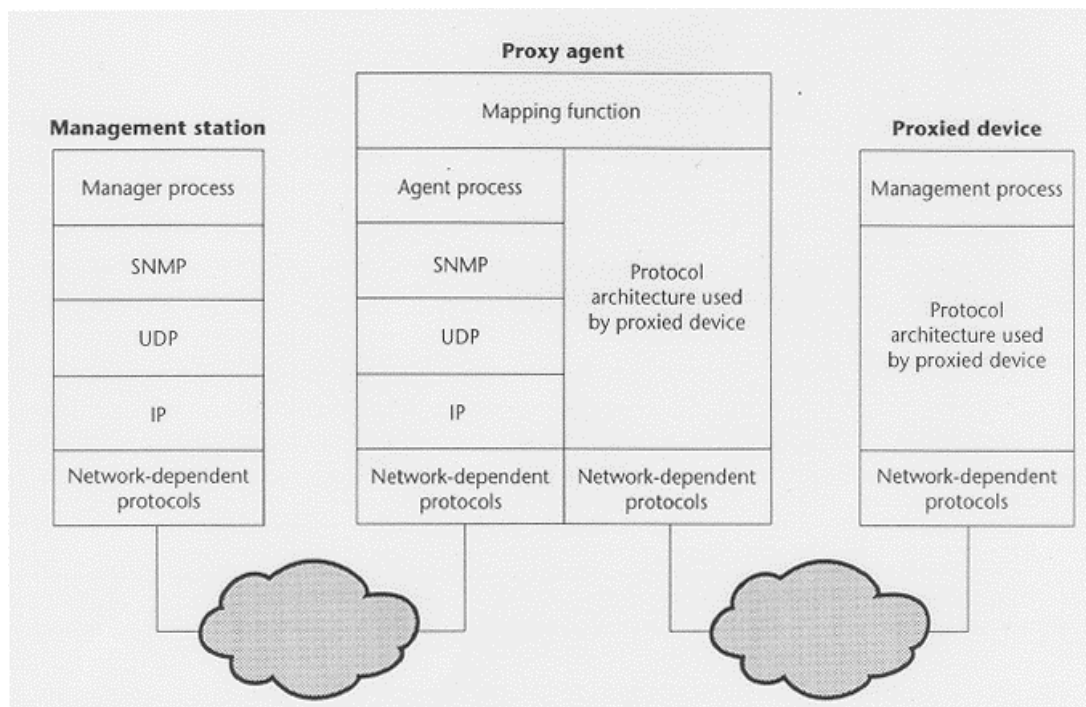 Proxy agent
Mapping function
Management station
Proxied device
Manager process
Agent process
Management process
SNMP
SNMP
Protocol
architecture used
by proxied device
Protocol
architecture used
by proxied device
UDP
UDP
IP
IP
Network-dependent
protocols
Network-dependent
protocols
Network-dependent
protocols
Network-dependent
protocols